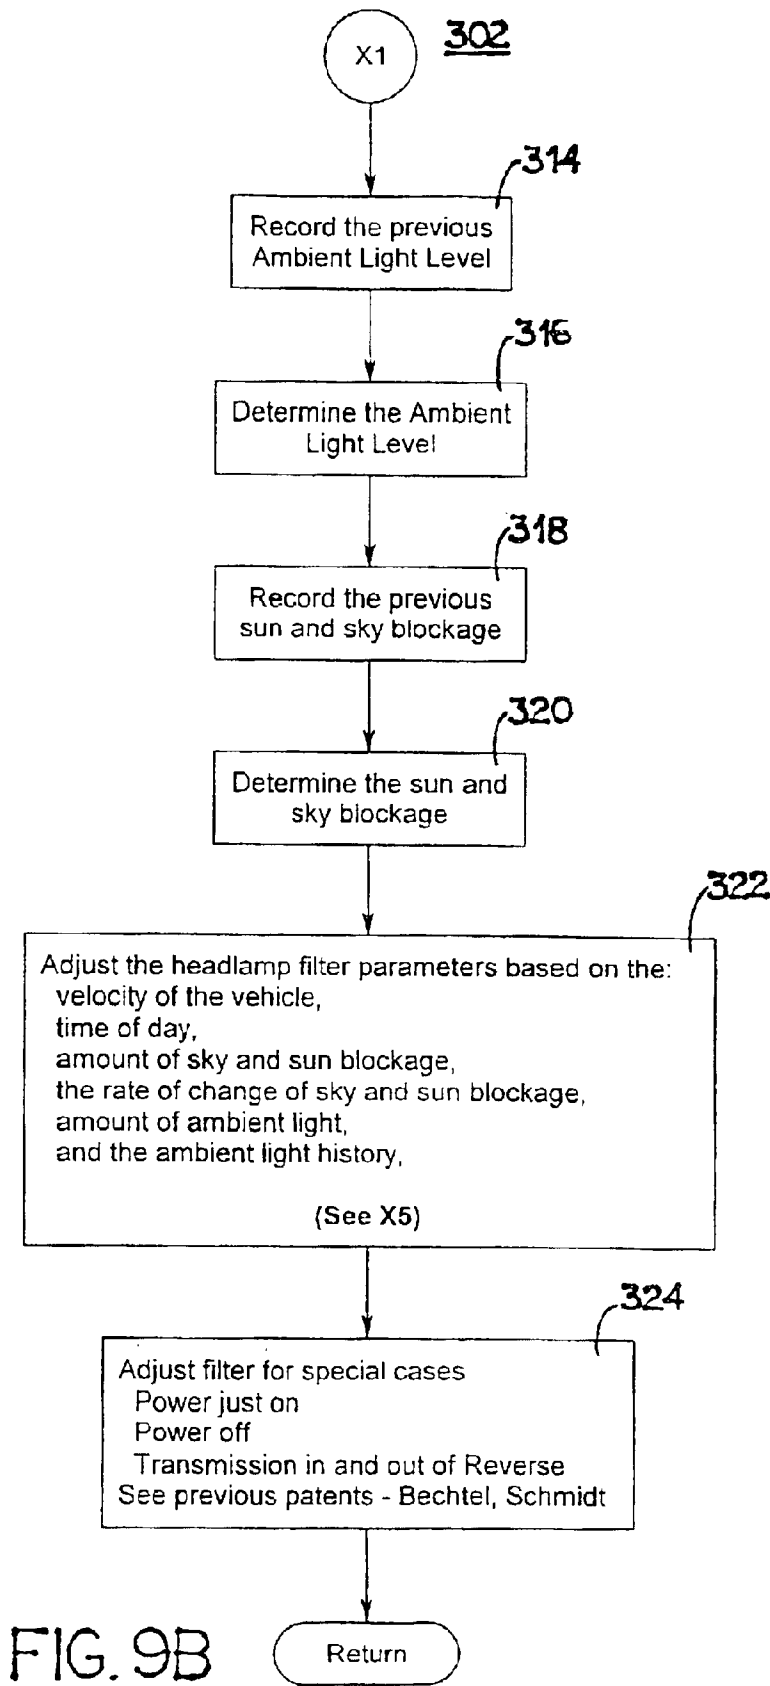 X1
302
314
Record the previous
Ambient Light Level
316
Determine the Ambient
Light Level
318
Record the previous
sun and sky blockage
320
Determine the sun and
sky blockage
322
Adjust the headlamp filter parameters based on the:
velocity of the vehicle,
time of day,
amount of sky and sun blockage,
the rate of change of sky and sun blockage,
amount of ambient light,
and the ambient light history,
(See X5)
324
Adjust filter for special cases
Power just on
Power off
Transmission in and out of Reverse
See previous patents - Bechtel, Schmidt
Return
FIG. 9B